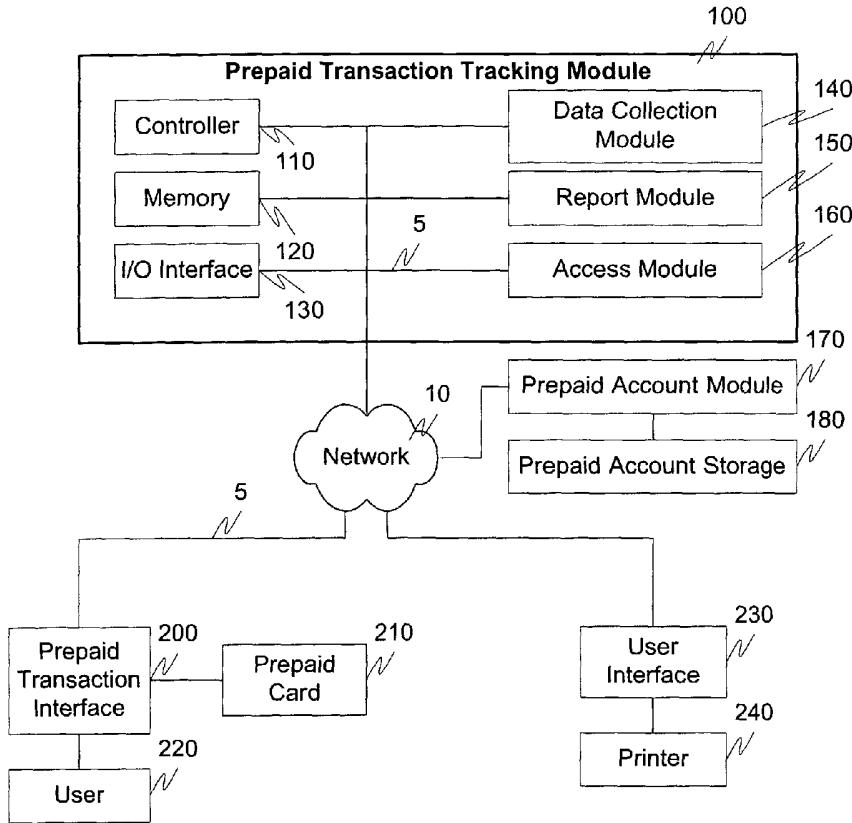 100
Prepaid Transaction Tracking Module
Controller
110
Data Collection
Module
140
Memory
120
Report Module
150
I/O Interface
130
5
Access Module
160
10
Network
Prepaid Account Module
170
Prepaid Account Storage
180
5
Prepaid
Transaction
Interface
200
Prepaid
Card
210
User
Interface
230
User
220
Printer
240